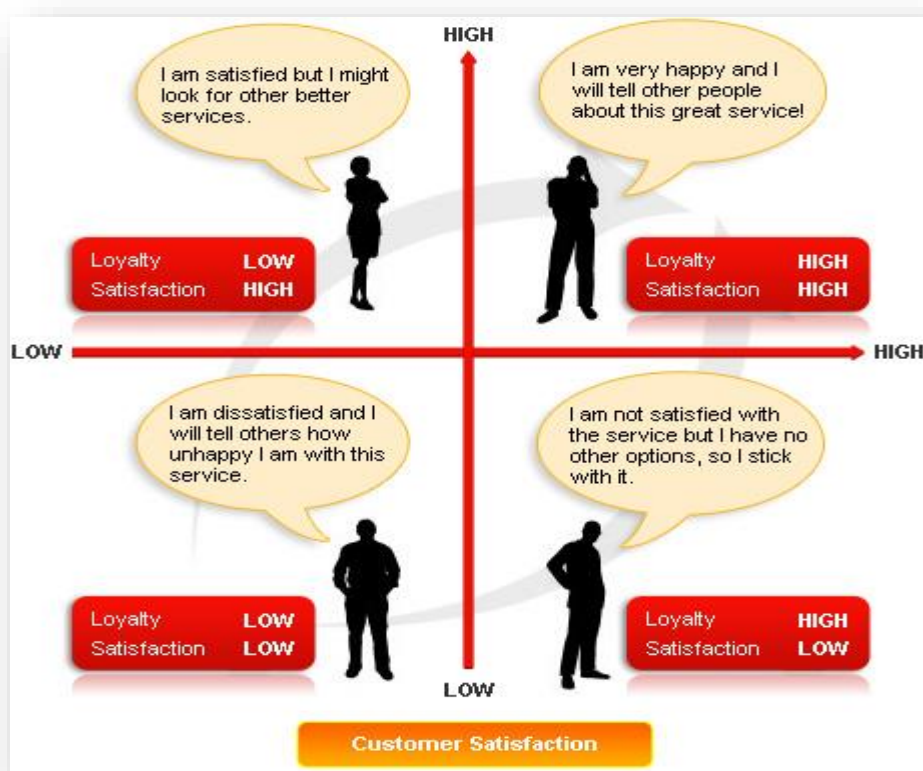 HIGH
I am satisfied but I might
look for other better
services.
I am very happy and I
will tell other people
about this great service!
Loyalty LOW
Satisfaction HIGH
Loyalty HIGH
Satisfaction HIGH
LOW
HIGH
I am dissatisfied and I
will tell others how
unhappy I am with this
service.
I am not satisfied with
the service but I have no
other options, so I stick
with it.
Loyalty LOW
Satisfaction LOW
Loyalty HIGH
Satisfaction LOW
LOW
Customer Satisfaction